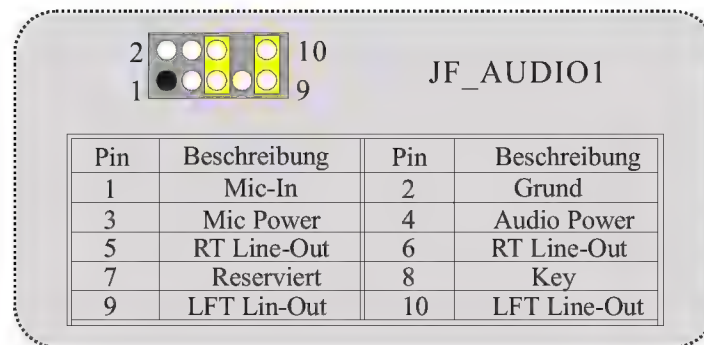 2 10
JF_AUDIO1
1 9
Pin Beschreibung Pin Beschreibung
1 Mic-In 2 Grund
3 Mic Power 4 Audio Power
5 RT Line-Out 6 RT Line-Out
7 Reserviert 8 Key
9 LFT Lin-Out 10 LFT Line-Out